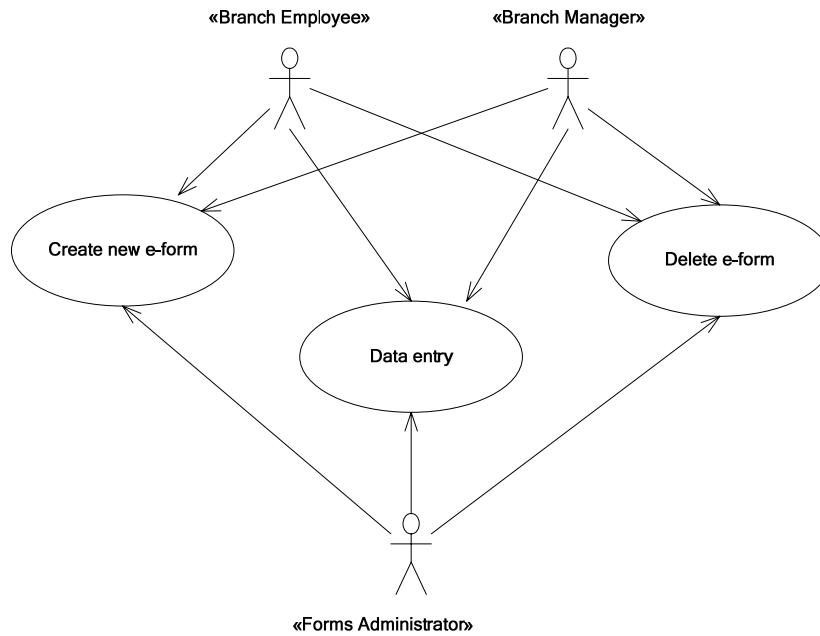 «Branch Employee»
«Branch Manager»
Create new e-form
Delete e-form
Data entry
«Forms Administrator»